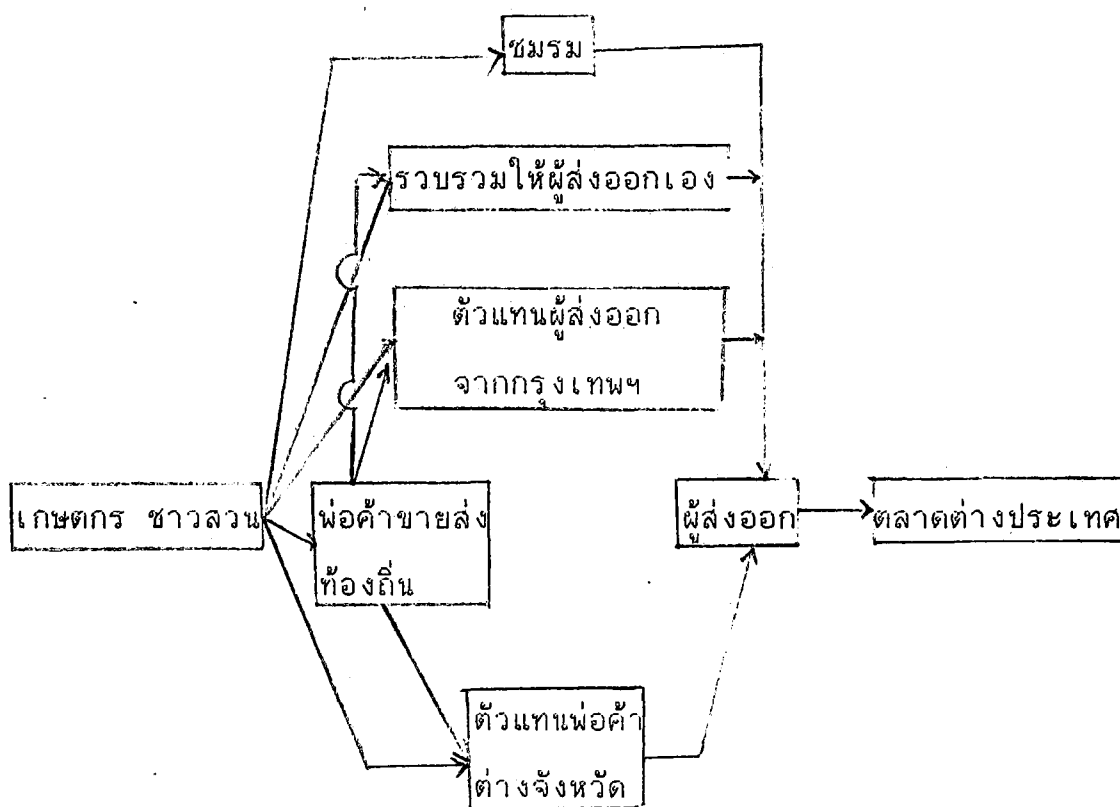 ชมรม
รวบรวมให้ผู้ส่งออกเอง
ตัวแทนผู้ส่งออก
จากกรุงเทพฯ
เกษตกร ชาวสวน
พ่อค้าขายส่ง
ท้องถิ่น
ผู้ส่งออก
ตลาดต่างประเทศ
ตัวแทนพ่อค้า
ต่างจังหวัด